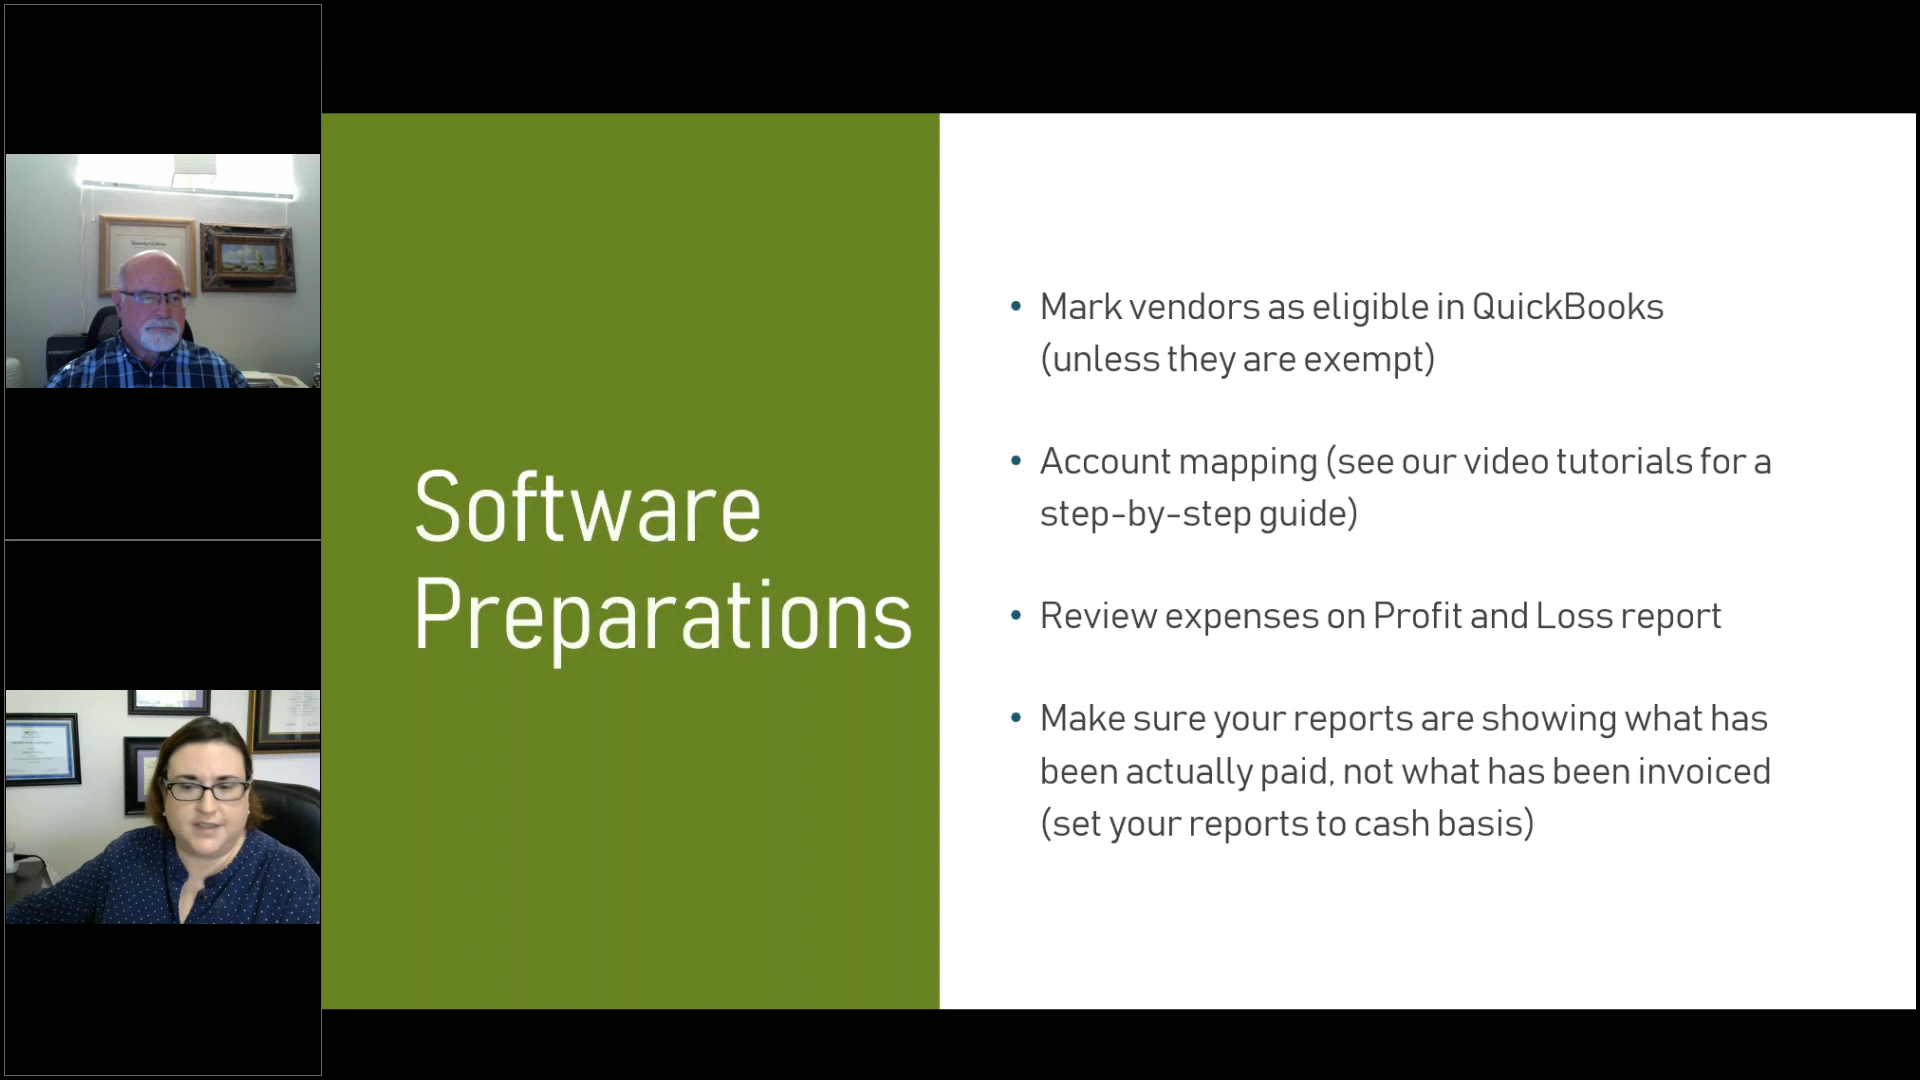 Software
Preparations
• Mark vendors as eligible in QuickBooks
(unless they are exempt)
• Account mapping (see our video tutorials for a
step-by-step guide)
• Review expenses on Profit and Loss report
• Make sure your reports are showing what has
been actually paid, not what has been invoiced
(set your reports to cash basis)